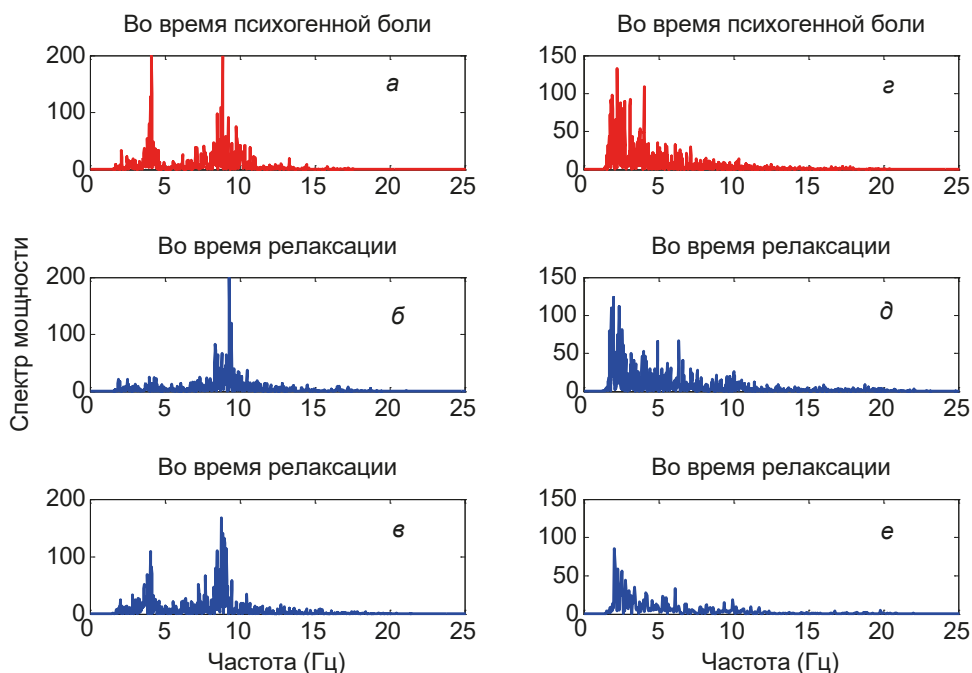 Во время психогенной боли
200
100
0
0 5 10 15 20 25
а
Во время психогенной боли
150
100
50
0
0 5 10 15 20 25
г
Спектр мощности
Во время релаксации
200
100
0
0 5 10 15 20 25
б
Во время релаксации
150
100
50
0
0 5 10 15 20 25
д
Во время релаксации
200
100
0
0 5 10 15 20 25
в
Частота (Гц)
Во время релаксации
150
100
50
0
0 5 10 15 20 25
е
Частота (Гц)